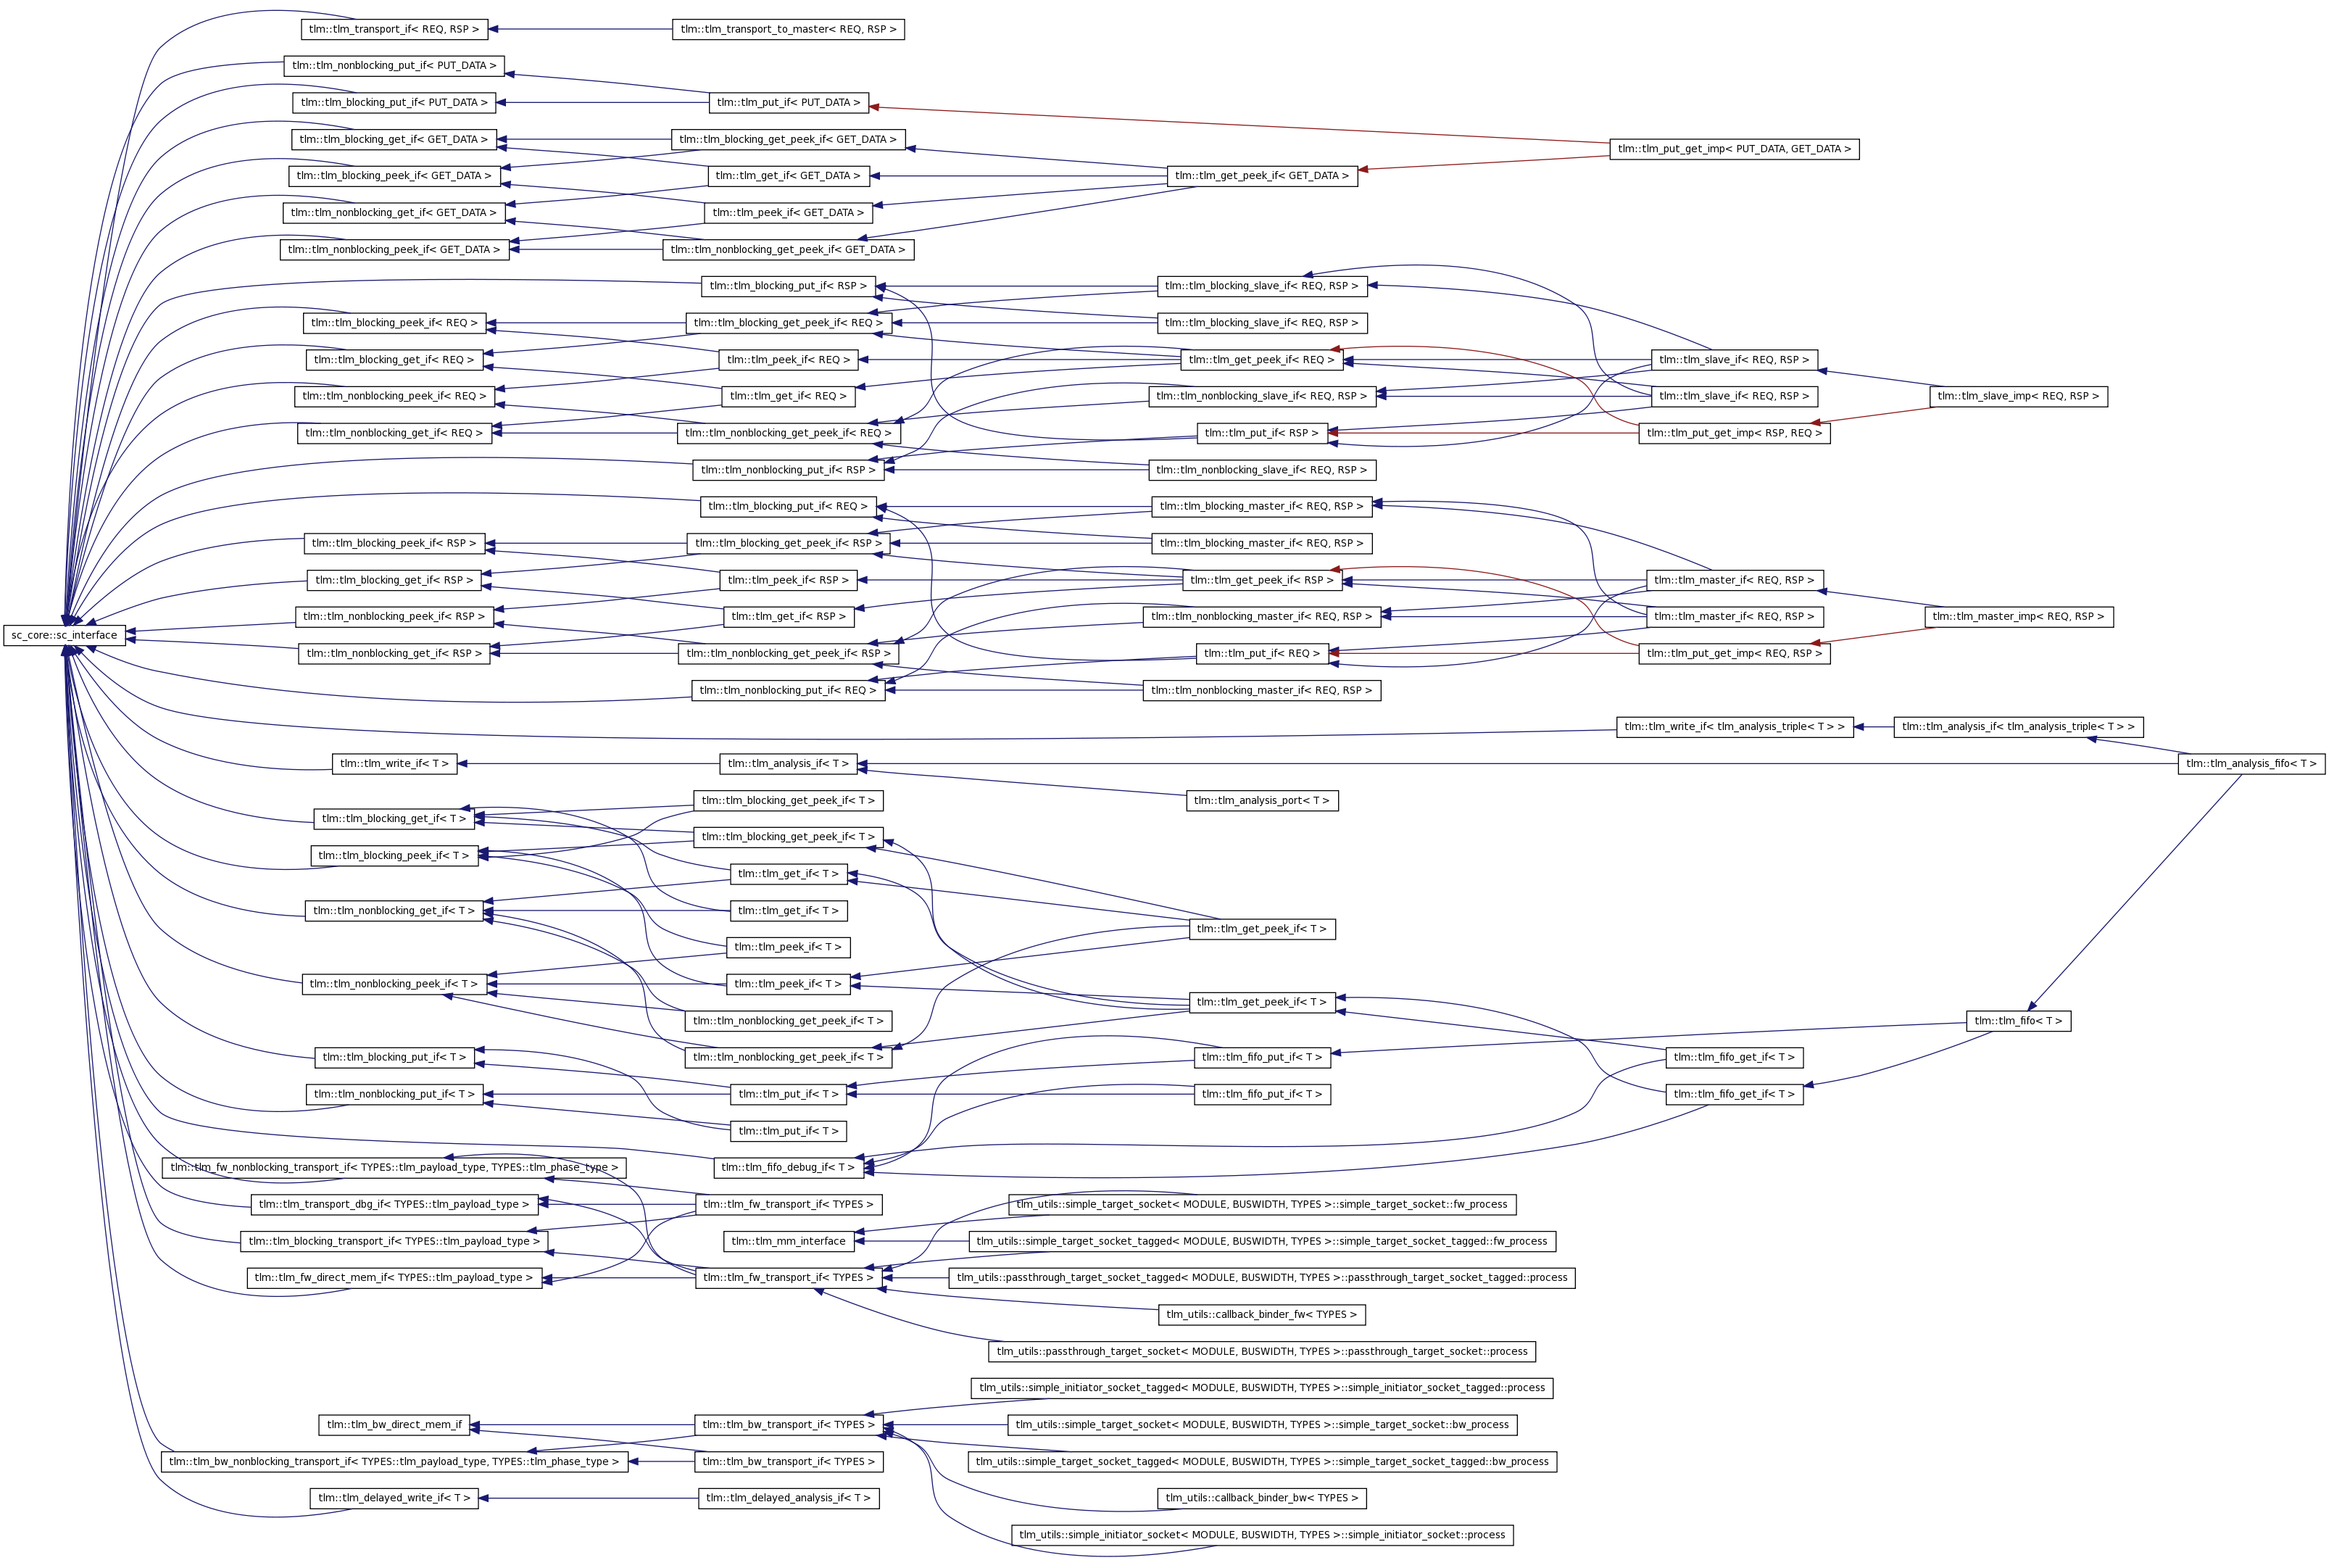 tlm::tlm_transport_if< REQ, RSP >
tlm::tlm_transport_to_master< REQ, RSP >
tlm::tlm_nonblocking_put_if< PUT_DATA >
tlm::tlm_blocking_put_if< PUT_DATA >
tlm::tlm_put_if< PUT_DATA >
tlm::tlm_blocking_get_if< GET_DATA >
tlm::tlm_blocking_get_peek_if< GET_DATA >
tlm::tlm_put_get_imp< PUT_DATA, GET_DATA >
tlm::tlm_blocking_peek_if< GET_DATA >
tlm::tlm_get_if< GET_DATA >
tlm::tlm_get_peek_if< GET_DATA >
tlm::tlm_nonblocking_get_if< GET_DATA >
tlm::tlm_peek_if< GET_DATA >
tlm::tlm_nonblocking_peek_if< GET_DATA >
tlm::tlm_nonblocking_get_peek_if< GET_DATA >
tlm::tlm_blocking_put_if< RSP >
tlm::tlm_blocking_slave_if< REQ, RSP >
tlm::tlm_blocking_peek_if< REQ >
tlm::tlm_blocking_get_peek_if< REQ >
tlm::tlm_blocking_slave_if< REQ, RSP >
tlm::tlm_blocking_get_if< REQ >
tlm::tlm_peek_if< REQ >
tlm::tlm_get_peek_if< REQ >
tlm::tlm_slave_if< REQ, RSP >
tlm::tlm_nonblocking_peek_if< REQ >
tlm::tlm_get_if< REQ >
tlm::tlm_nonblocking_slave_if< REQ, RSP >
tlm::tlm_slave_if< REQ, RSP >
tlm::tlm_slave_imp< REQ, RSP >
tlm::tlm_nonblocking_get_if< REQ >
tlm::tlm_nonblocking_get_peek_if< REQ >
tlm::tlm_put_if< RSP >
tlm::tlm_put_get_imp< RSP, REQ >
tlm::tlm_nonblocking_put_if< RSP >
tlm::tlm_nonblocking_slave_if< REQ, RSP >
tlm::tlm_blocking_put_if< REQ >
tlm::tlm_blocking_master_if< REQ, RSP >
tlm::tlm_blocking_peek_if< RSP >
tlm::tlm_blocking_get_peek_if< RSP >
tlm::tlm_blocking_master_if< REQ, RSP >
tlm::tlm_blocking_get_if< RSP >
tlm::tlm_peek_if< RSP >
tlm::tlm_get_peek_if< RSP >
tlm::tlm_master_if< REQ, RSP >
tlm::tlm_nonblocking_peek_if< RSP >
tlm::tlm_get_if< RSP >
tlm::tlm_nonblocking_master_if< REQ, RSP >
tlm::tlm_master_if< REQ, RSP >
tlm::tlm_master_imp< REQ, RSP >
sc_core::sc_interface
tlm::tlm_nonblocking_get_if< RSP >
tlm::tlm_nonblocking_get_peek_if< RSP >
tlm::tlm_put_if< REQ >
tlm::tlm_put_get_imp< REQ, RSP >
tlm::tlm_nonblocking_put_if< REQ >
tlm::tlm_nonblocking_master_if< REQ, RSP >
tlm::tlm_write_if< tlm_analysis_triple< T > >
tlm::tlm_analysis_if< tlm_analysis_triple< T > >
tlm::tlm_write_if< T >
tlm::tlm_analysis_if< T >
tlm::tlm_analysis_fifo< T >
tlm::tlm_blocking_get_peek_if< T >
tlm::tlm_analysis_port< T >
tlm::tlm_blocking_get_if< T >
tlm::tlm_blocking_get_peek_if< T >
tlm::tlm_blocking_peek_if< T >
tlm::tlm_get_if< T >
tlm::tlm_nonblocking_get_if< T >
tlm::tlm_get_if< T >
tlm::tlm_get_peek_if< T >
tlm::tlm_peek_if< T >
tlm::tlm_nonblocking_peek_if< T >
tlm::tlm_peek_if< T >
tlm::tlm_get_peek_if< T >
tlm::tlm_nonblocking_get_peek_if< T >
tlm::tlm_fifo< T >
tlm::tlm_blocking_put_if< T >
tlm::tlm_nonblocking_get_peek_if< T >
tlm::tlm_fifo_put_if< T >
tlm::tlm_fifo_get_if< T >
tlm::tlm_nonblocking_put_if< T >
tlm::tlm_put_if< T >
tlm::tlm_fifo_put_if< T >
tlm::tlm_fifo_get_if< T >
tlm::tlm_put_if< T >
tlm::tlm_fw_nonblocking_transport_if< TYPES::tlm_payload_type, TYPES::tlm_phase_type >
tlm::tlm_fifo_debug_if< T >
tlm::tlm_transport_dbg_if< TYPES::tlm_payload_type >
tlm::tlm_fw_transport_if< TYPES >
tlm_utils::simple_target_socket< MODULE, BUSWIDTH, TYPES >::simple_target_socket::fw_process
tlm::tlm_blocking_transport_if< TYPES::tlm_payload_type >
tlm::tlm_mm_interface
tlm_utils::simple_target_socket_tagged< MODULE, BUSWIDTH, TYPES >::simple_target_socket_tagged::fw_process
tlm::tlm_fw_direct_mem_if< TYPES::tlm_payload_type >
tlm::tlm_fw_transport_if< TYPES >
tlm_utils::passthrough_target_socket_tagged< MODULE, BUSWIDTH, TYPES >::passthrough_target_socket_tagged::process
tlm_utils::callback_binder_fw< TYPES >
tlm_utils::passthrough_target_socket< MODULE, BUSWIDTH, TYPES >::passthrough_target_socket::process
tlm_utils::simple_initiator_socket_tagged< MODULE, BUSWIDTH, TYPES >::simple_initiator_socket_tagged::process
tlm::tlm_bw_direct_mem_if
tlm::tlm_bw_transport_if< TYPES >
tlm_utils::simple_target_socket< MODULE, BUSWIDTH, TYPES >::simple_target_socket::bw_process
tlm::tlm_bw_nonblocking_transport_if< TYPES::tlm_payload_type, TYPES::tlm_phase_type >
tlm::tlm_bw_transport_if< TYPES >
tlm_utils::simple_target_socket_tagged< MODULE, BUSWIDTH, TYPES >::simple_target_socket_tagged::bw_process
tlm::tlm_delayed_write_if< T >
tlm::tlm_delayed_analysis_if< T >
tlm_utils::callback_binder_bw< TYPES >
tlm_utils::simple_initiator_socket< MODULE, BUSWIDTH, TYPES >::simple_initiator_socket::process